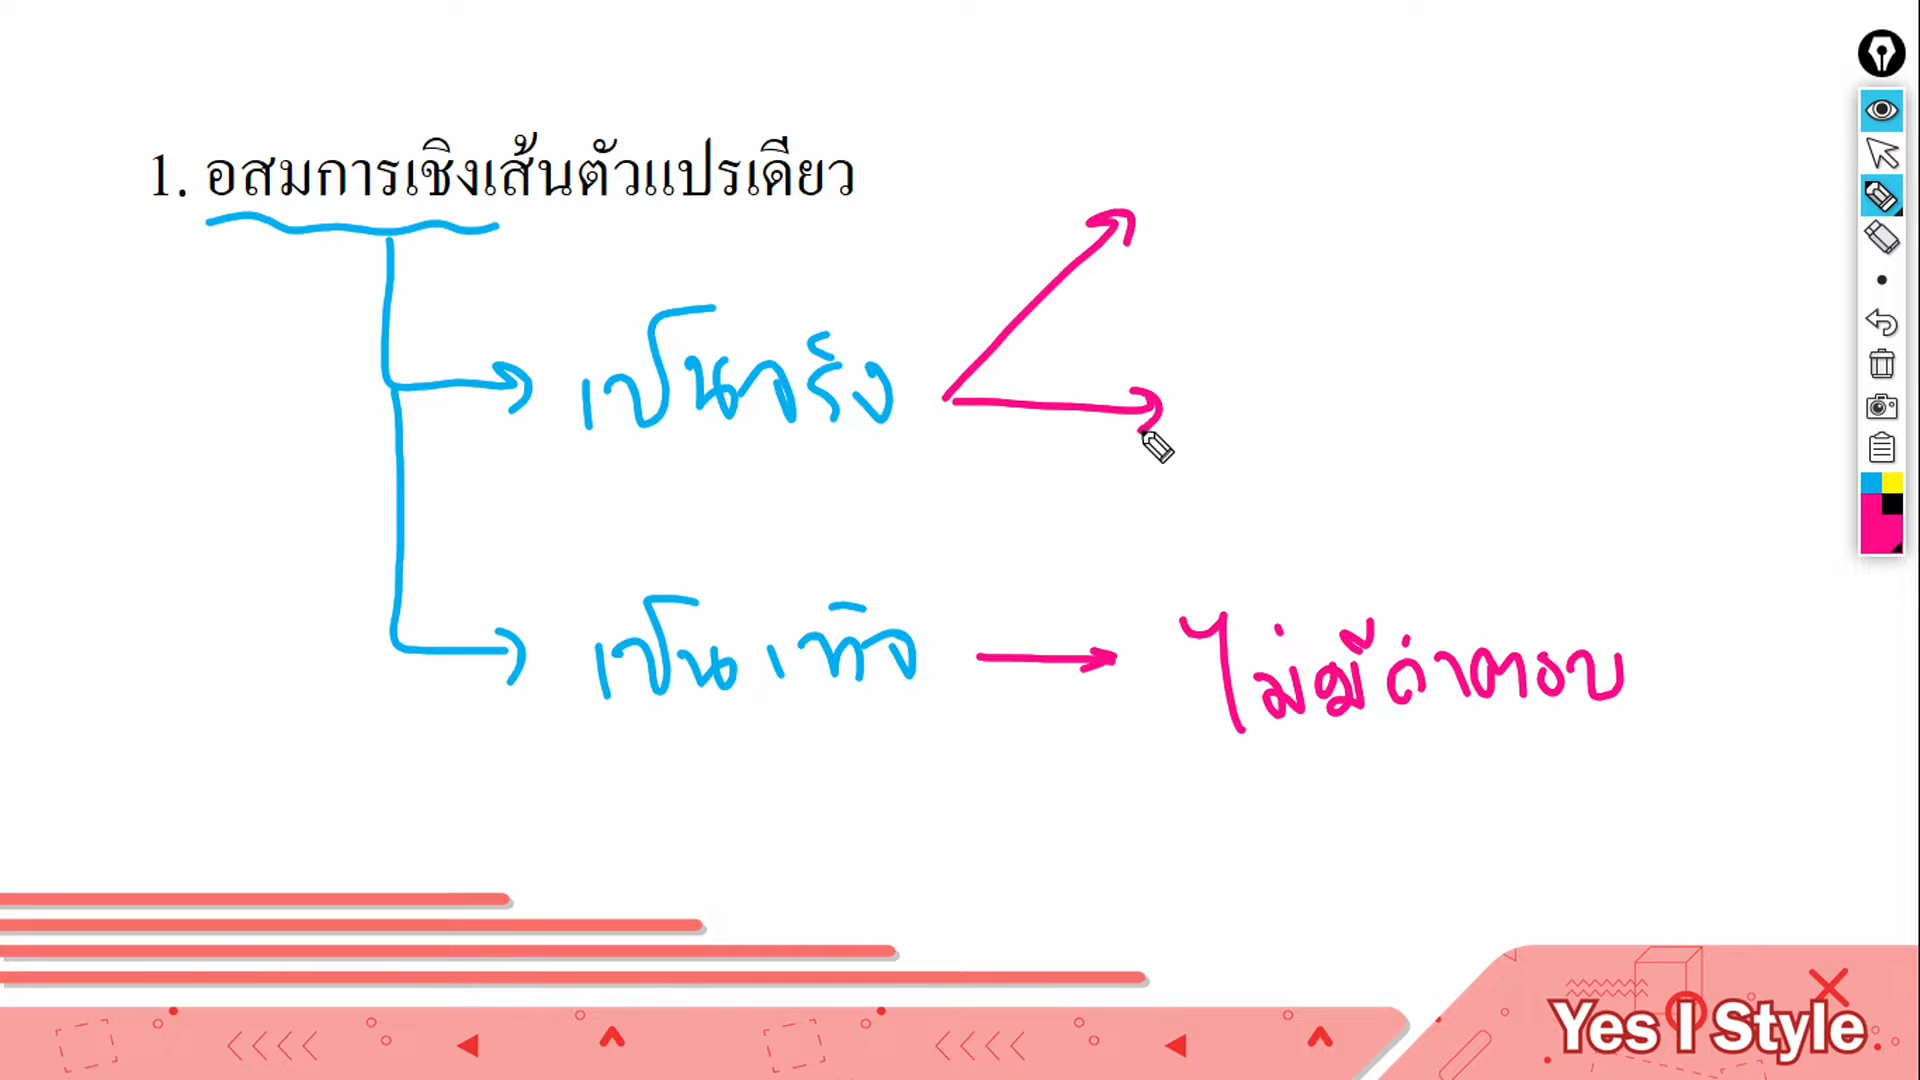 1. อสมการเชิงเส้นตัวแปรเดียว
เป็นจริง
เป็นเท็จ
ไม่มีคำตอบ
Yes I Style